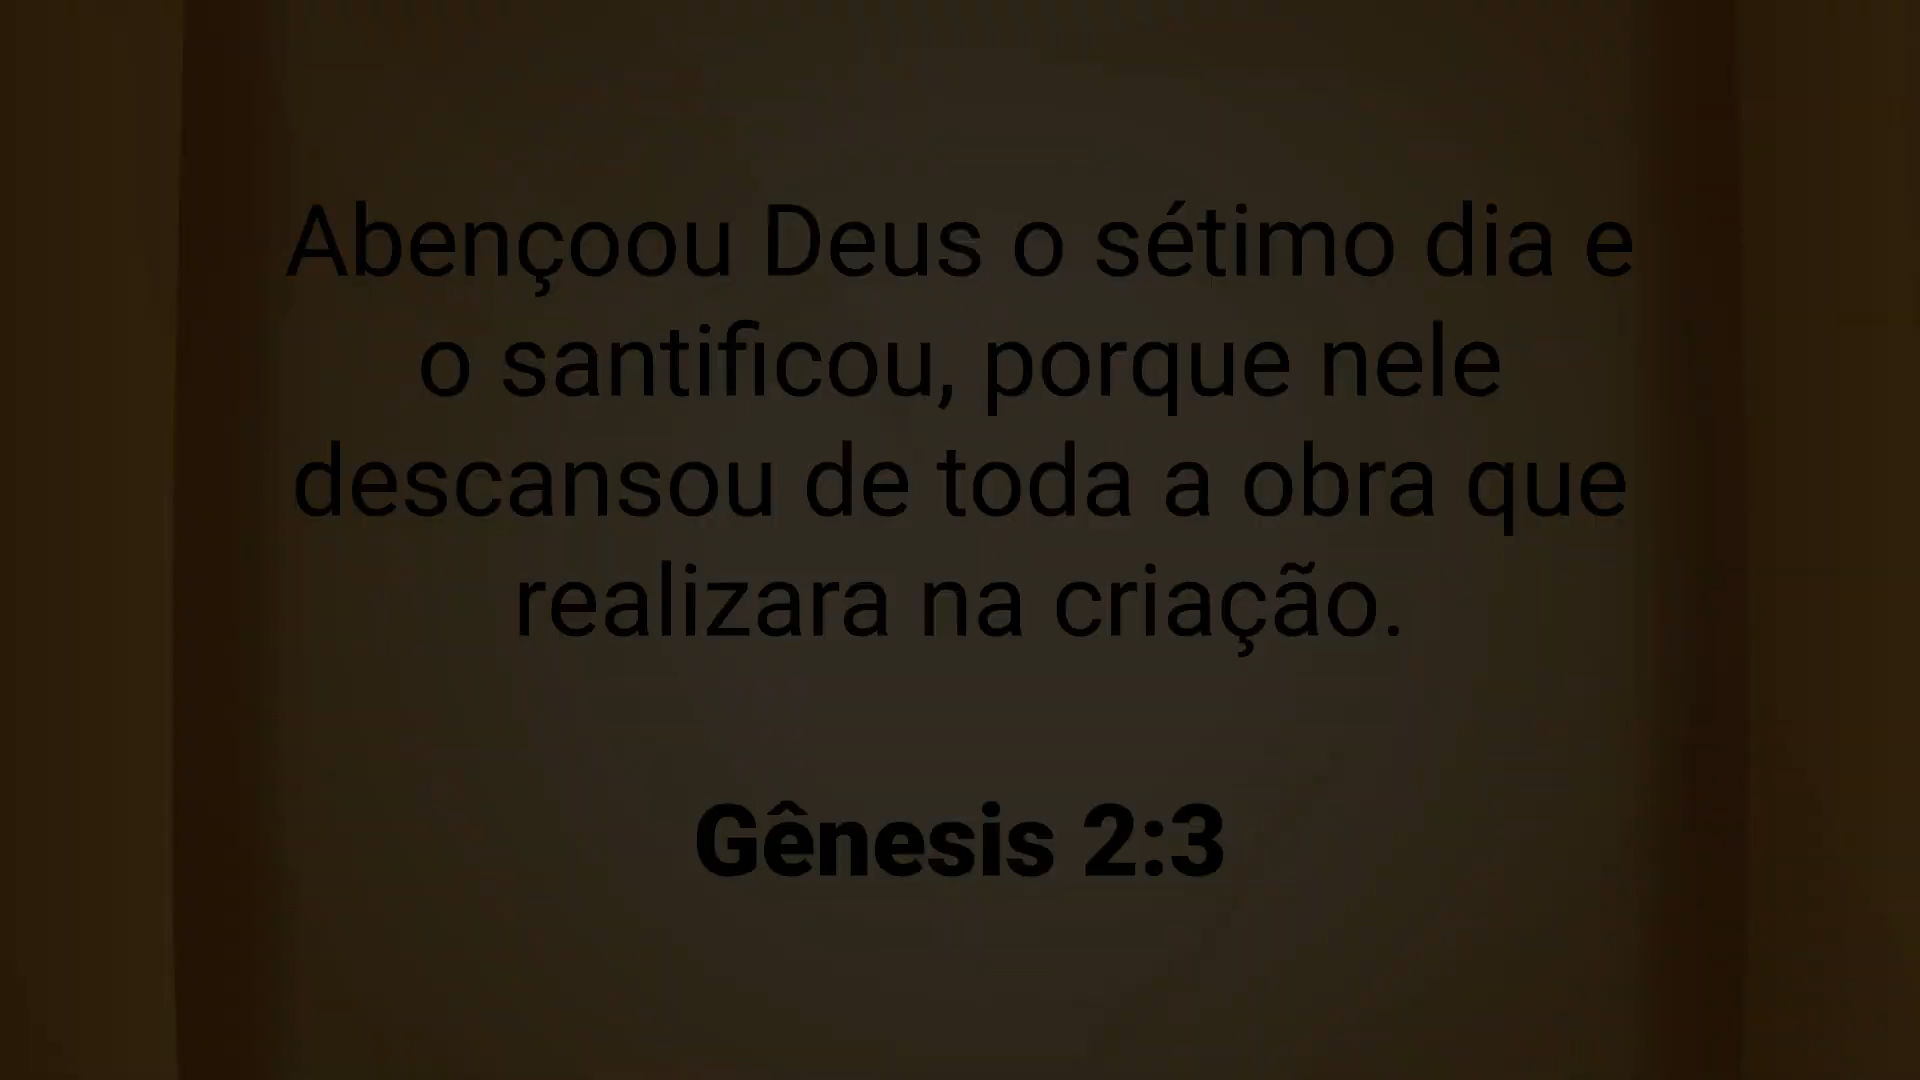 Abençoou Deus o sétimo dia e
o santificou, porque nele
descansou de toda a obra que
realizara na criação.
Gênesis 2:3